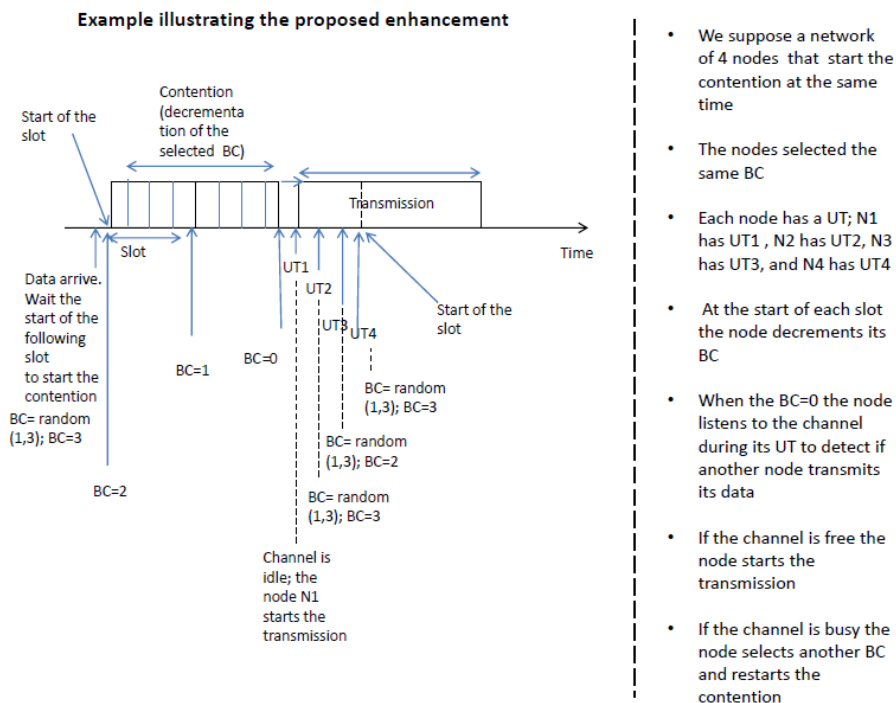 Example illustrating the proposed enhancement
Contention
(decrementa
tion of the
selected BC)
Start of the
slot
Transmission
Slot
Time
Data arrive.
Wait the
start of the
following
slot
to start the
contention
BC= random
(1,3); BC=3
BC=2
BC=1
BC=0
UT1
UT2
UT3
UT4
Start of the
slot
BC= random
(1,3); BC=3
BC= random
(1,3); BC=2
BC= random
(1,3); BC=3
Channel is
idle; the
node N1
starts the
transmission
• We suppose a network
of 4 nodes that start the
contention at the same
time
• The nodes selected the
same BC
• Each node has a UT; N1
has UT1 , N2 has UT2, N3
has UT3, and N4 has UT4
• At the start of each slot
the node decrements its
BC
• When the BC=0 the node
listens to the channel
during its UT to detect if
another node transmits
its data
• If the channel is free the
node starts the
transmission
• If the channel is busy the
node selects another BC
and restarts the
contention